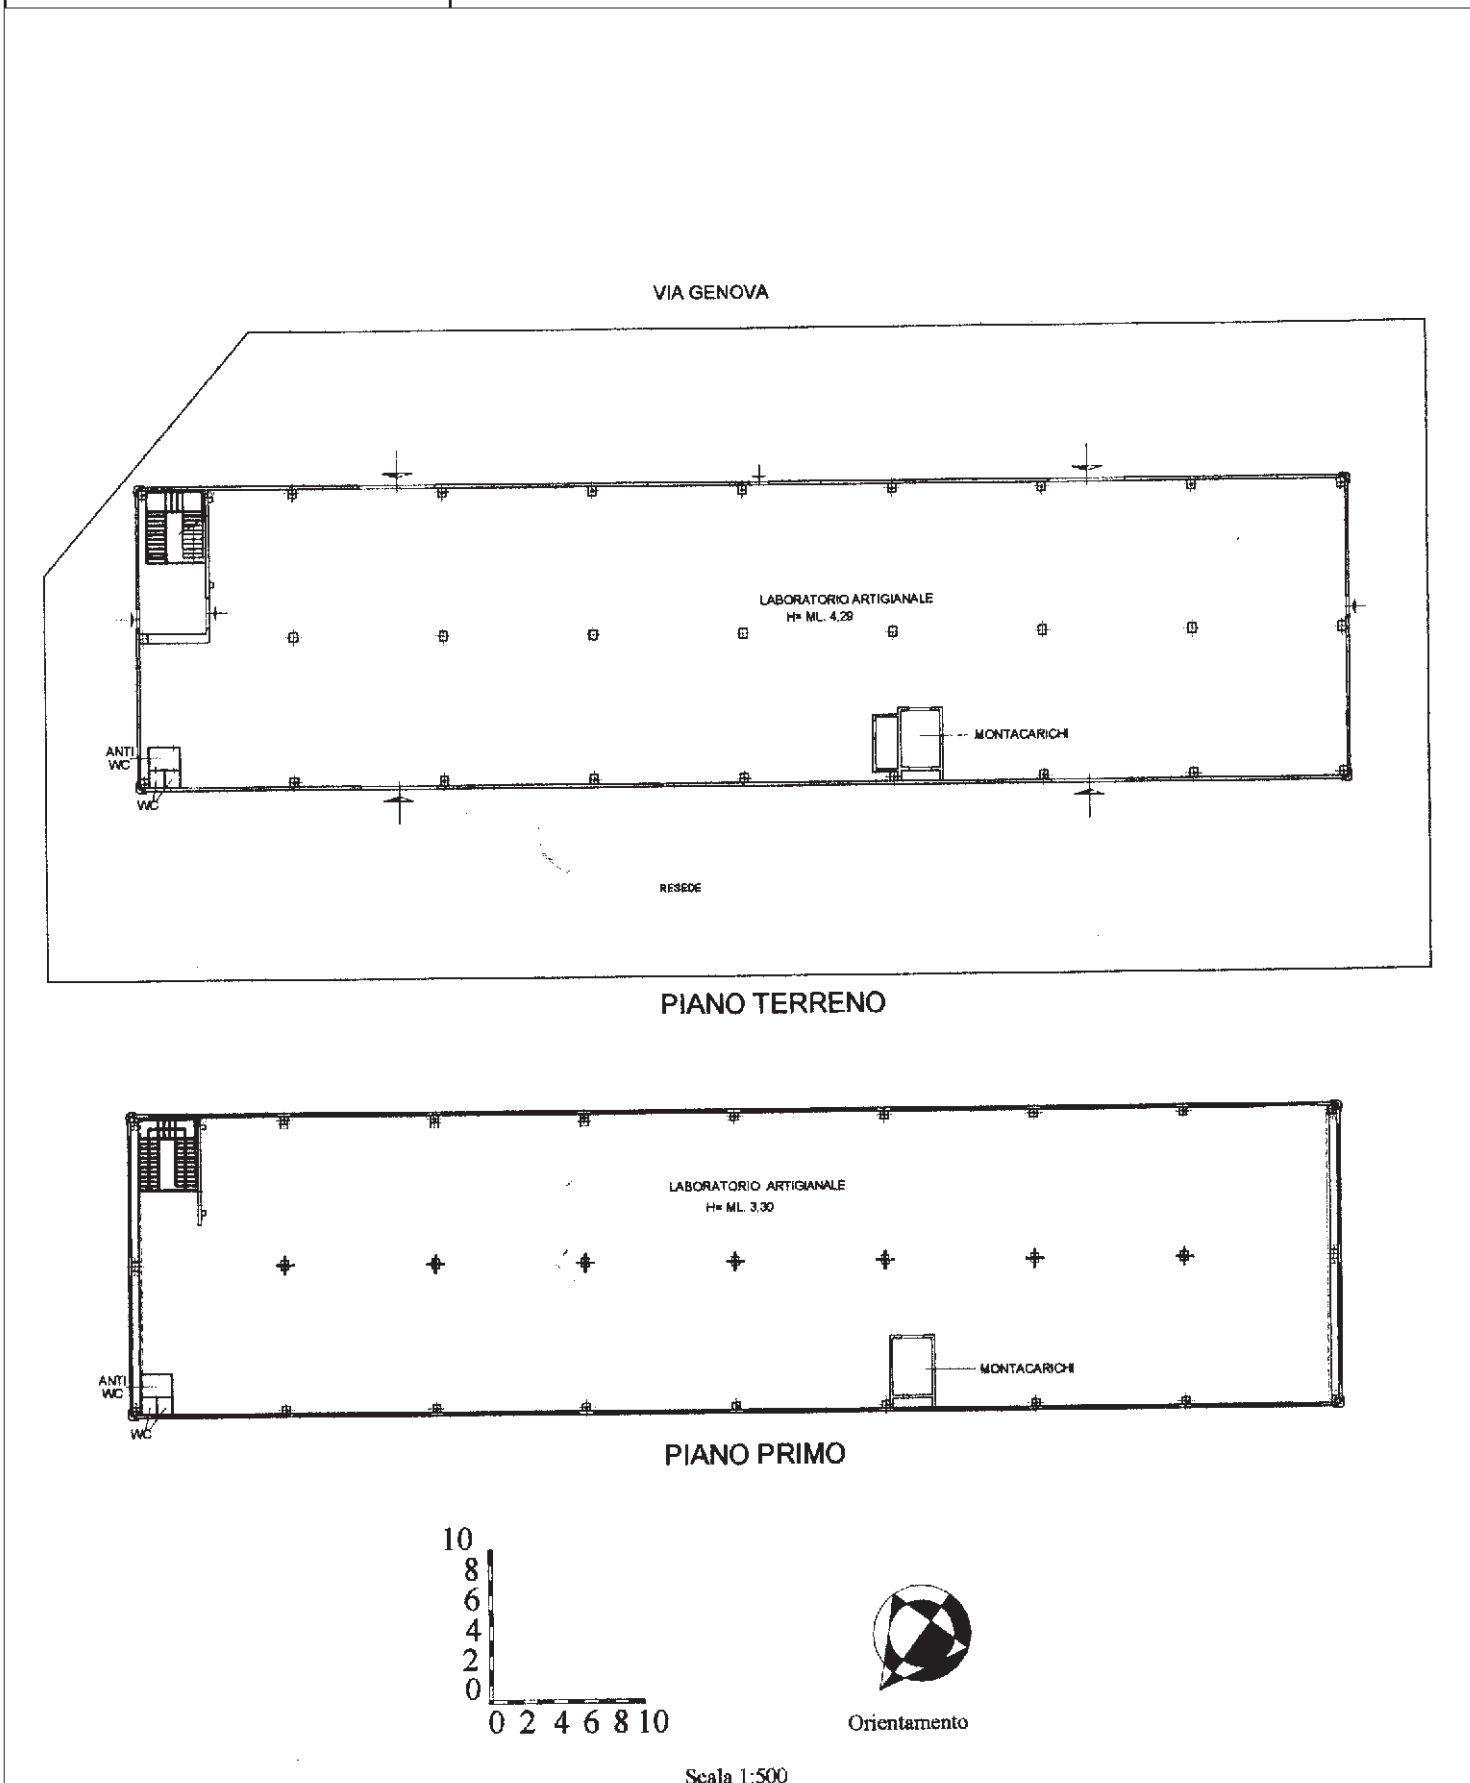 VIA GENOVA
LABORATORIO ARTIGIANALE
H= ML. 4,29
MONTACARICHI
ANTI
WC
WC
RESEDE
PIANO TERRENO
LABORATORIO ARTIGIANALE
H= ML. 3,30
MONTACARICHI
ANTI
WC
WC
PIANO PRIMO
10
8
6
4
2
0
0 2 4 6 8 10
Orientamento
Scala 1:500